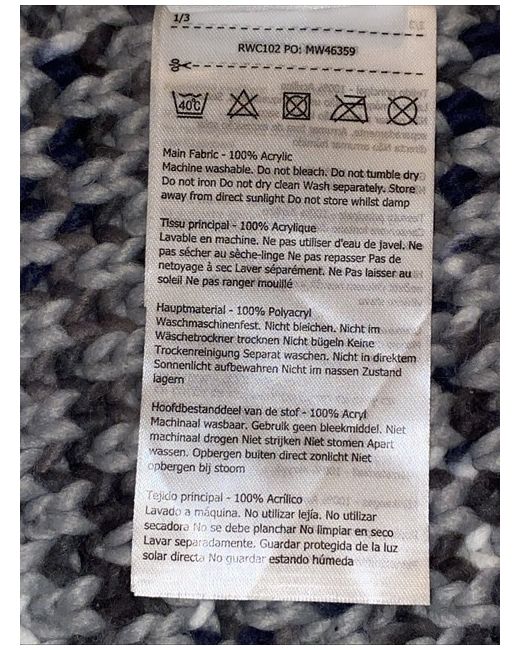 1/3
RWC102 PO: MW46359
40°C
Main Fabric - 100% Acrylic
Machine washable. Do not bleach. Do not tumble dry
Do not iron Do not dry clean Wash separately. Store
away from direct sunlight Do not store whilst damp
Tissu principal - 100% Acrylique
Lavable en machine. Ne pas utiliser d'eau de javel. Ne
pas sécher au sèche-linge Ne pas repasser Pas de
netoyage à sec Laver séparément. Ne Pas laisser au
soleil Ne pas ranger mouillé
Hauptmaterial - 100% Polyacryl
Waschmaschinenfest. Nicht bleichen. Nicht im
Wäschetrockner trocknen Nicht bügeln Keine
Trockenreinigung Separat waschen. Nicht in direktem
Sonnenlicht aufbewahren Nicht im nassen Zustand
lagern
Hoofdbestanddeel van de stof - 100% Acryl
Machinaal wasbaar. Gebruik geen bleekmiddel. Niet
machinaal drogen Niet strijken Niet stomen Apart
wassen. Opbergen buiten direct zonlicht Niet
opbergen bij stoom
Tejido principal - 100% Acrílico
Lavado a máquina. No utilizar lejía. No utilizar
secadora No se debe planchar No limpiar en seco
Lavar separadamente. Guardar protegida de la luz
solar directa No guardar estando húmeda